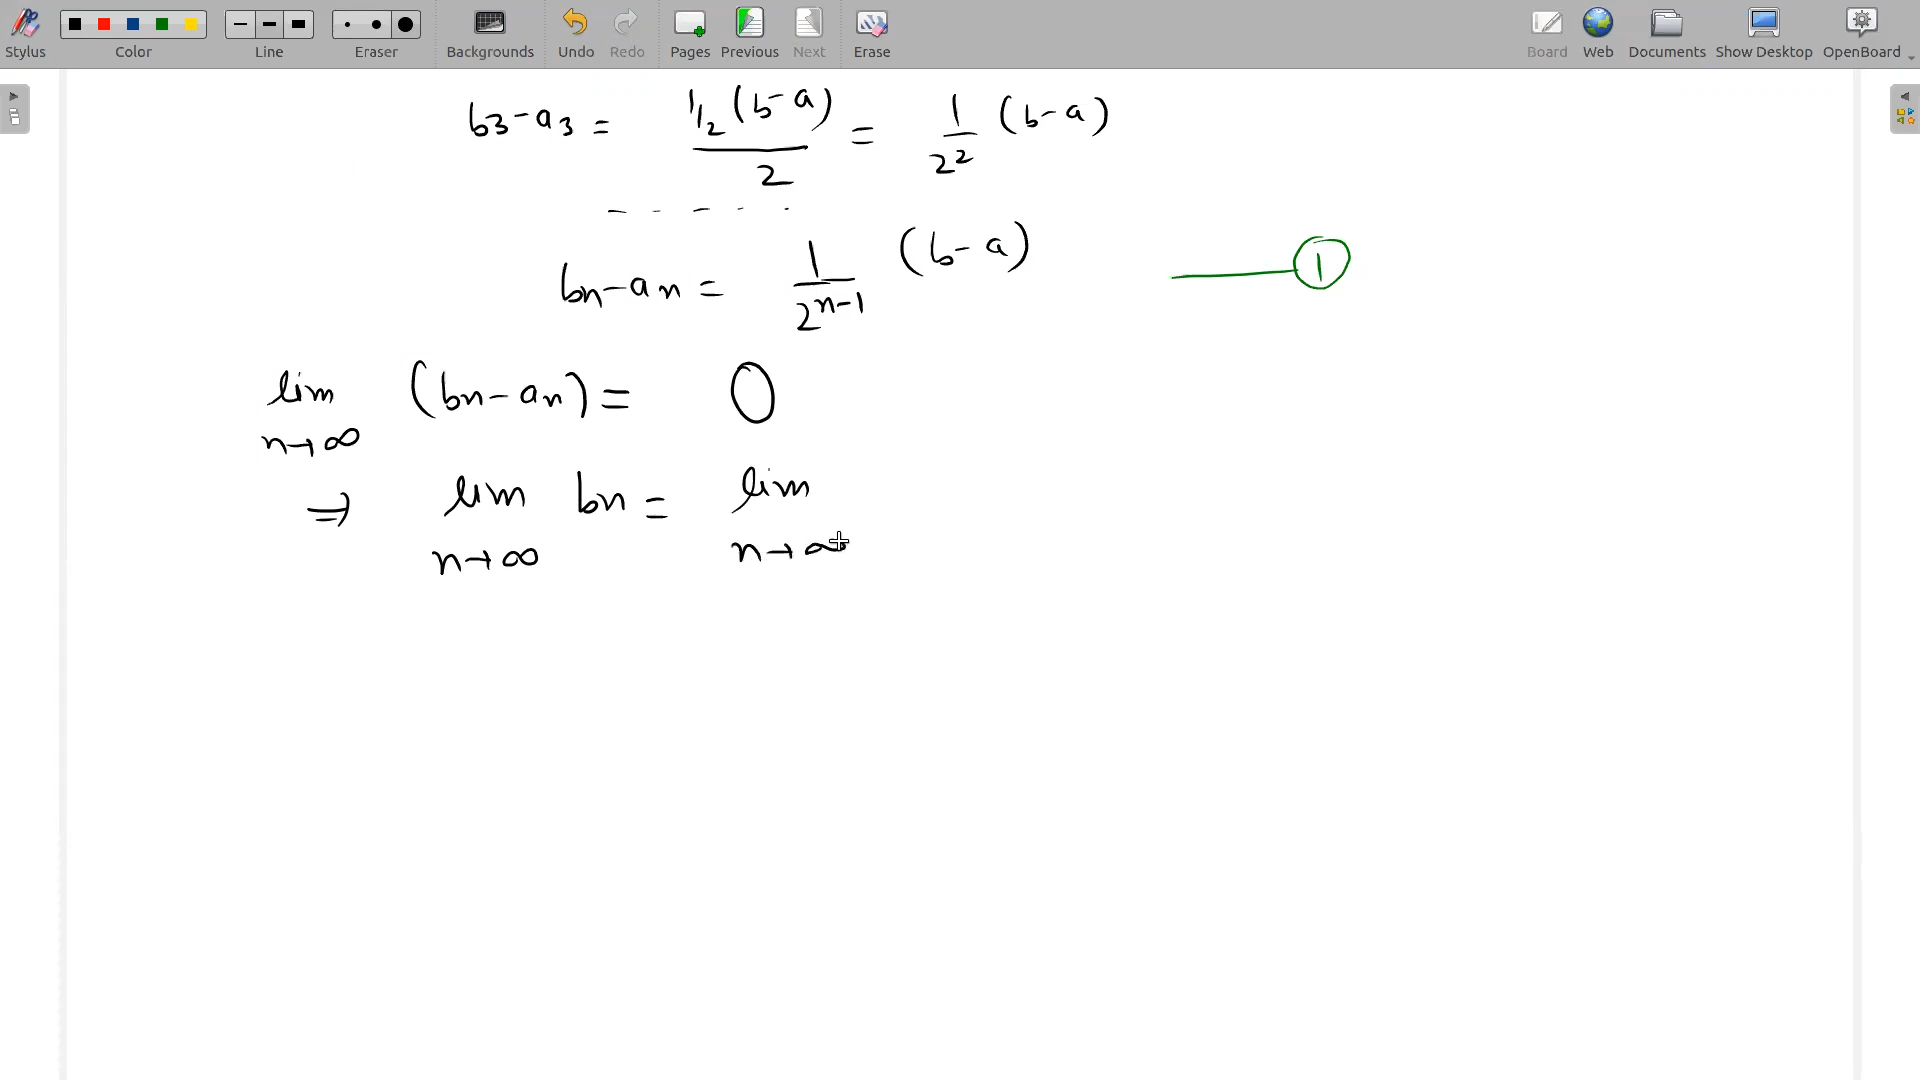 Stylus Color Line Eraser Backgrounds Undo Redo Pages Previous Next Erase Board Web Documents Show Desktop OpenBoard
b3-a3 = ½(b-a)/2 = 1/2² (b-a)
- - - - - ·
bn-an = 1/2^(n-1) (b-a) ——①
lim n→∞ (bn-an) = 0
⇒ lim n→∞ bn = lim n→∞